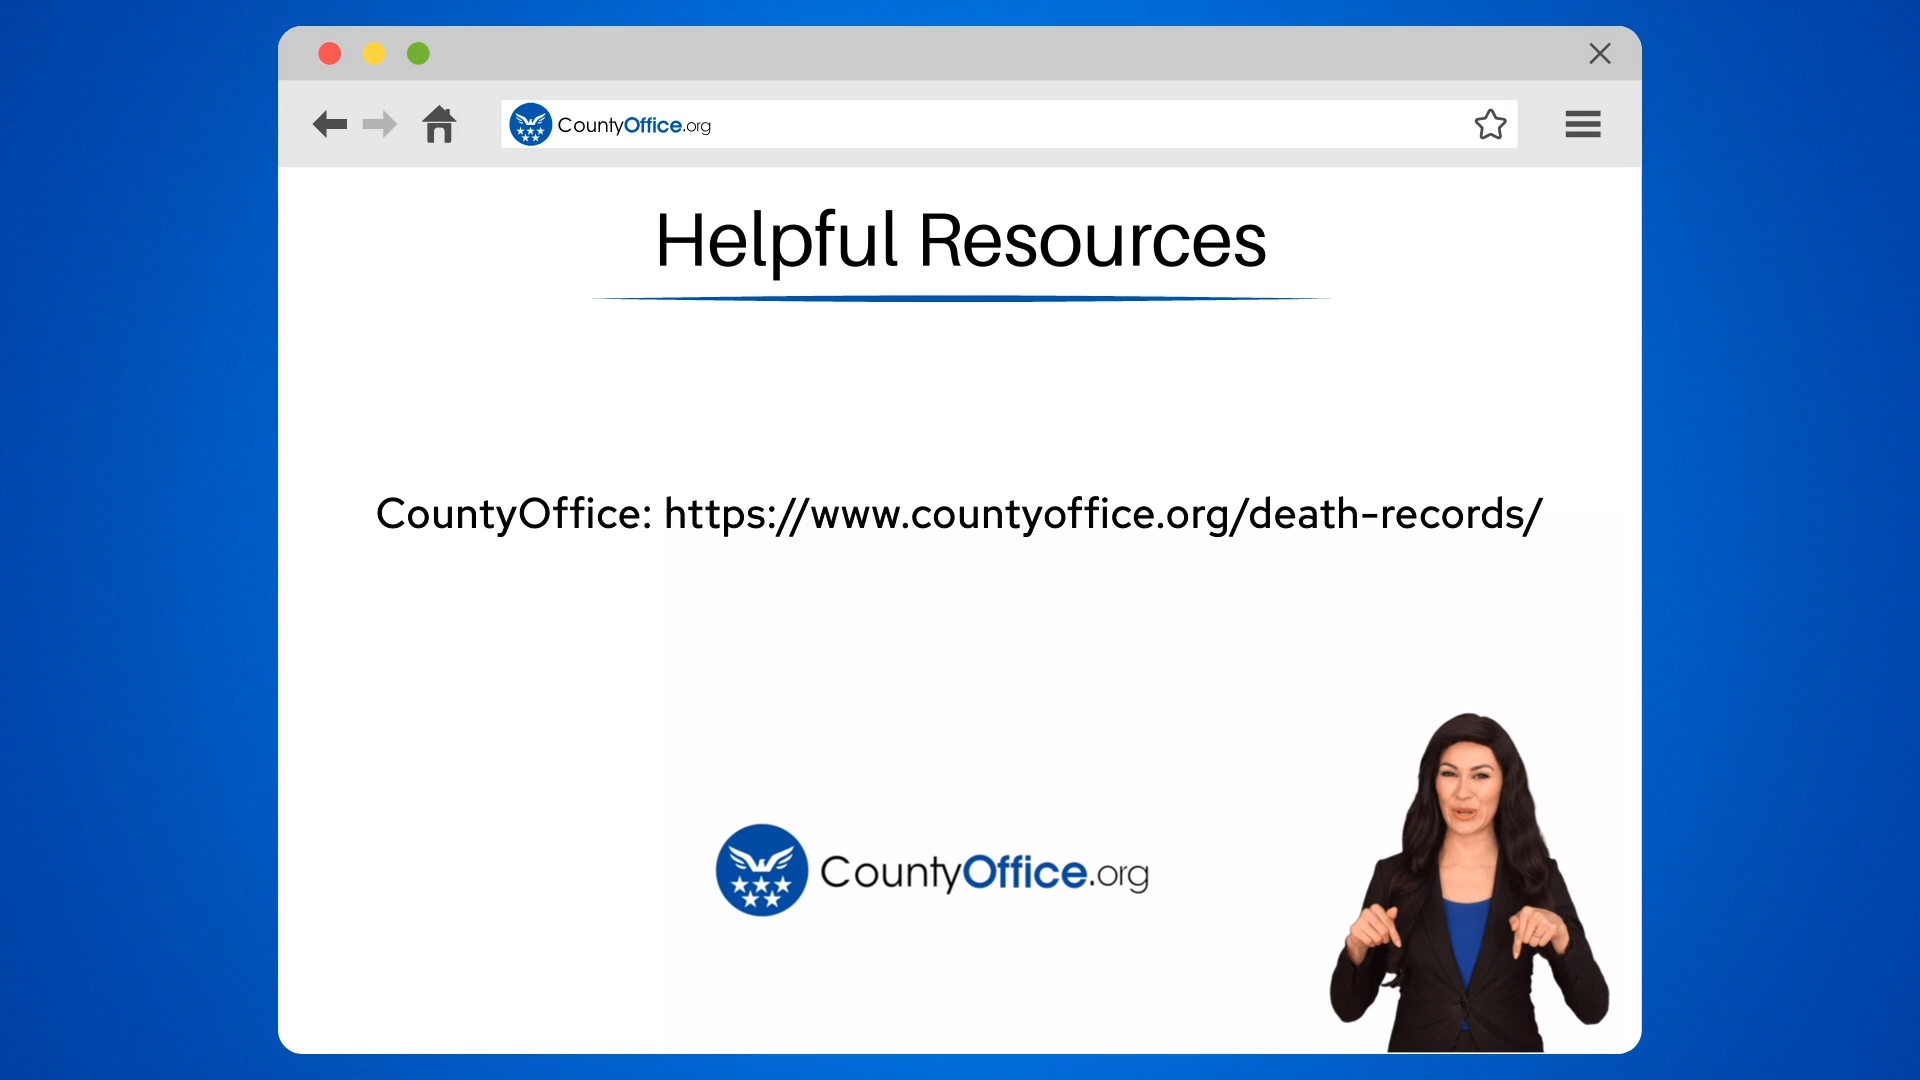 CountyOffice.org
Helpful Resources
CountyOffice: https://www.countyoffice.org/death-records/
CountyOffice.org